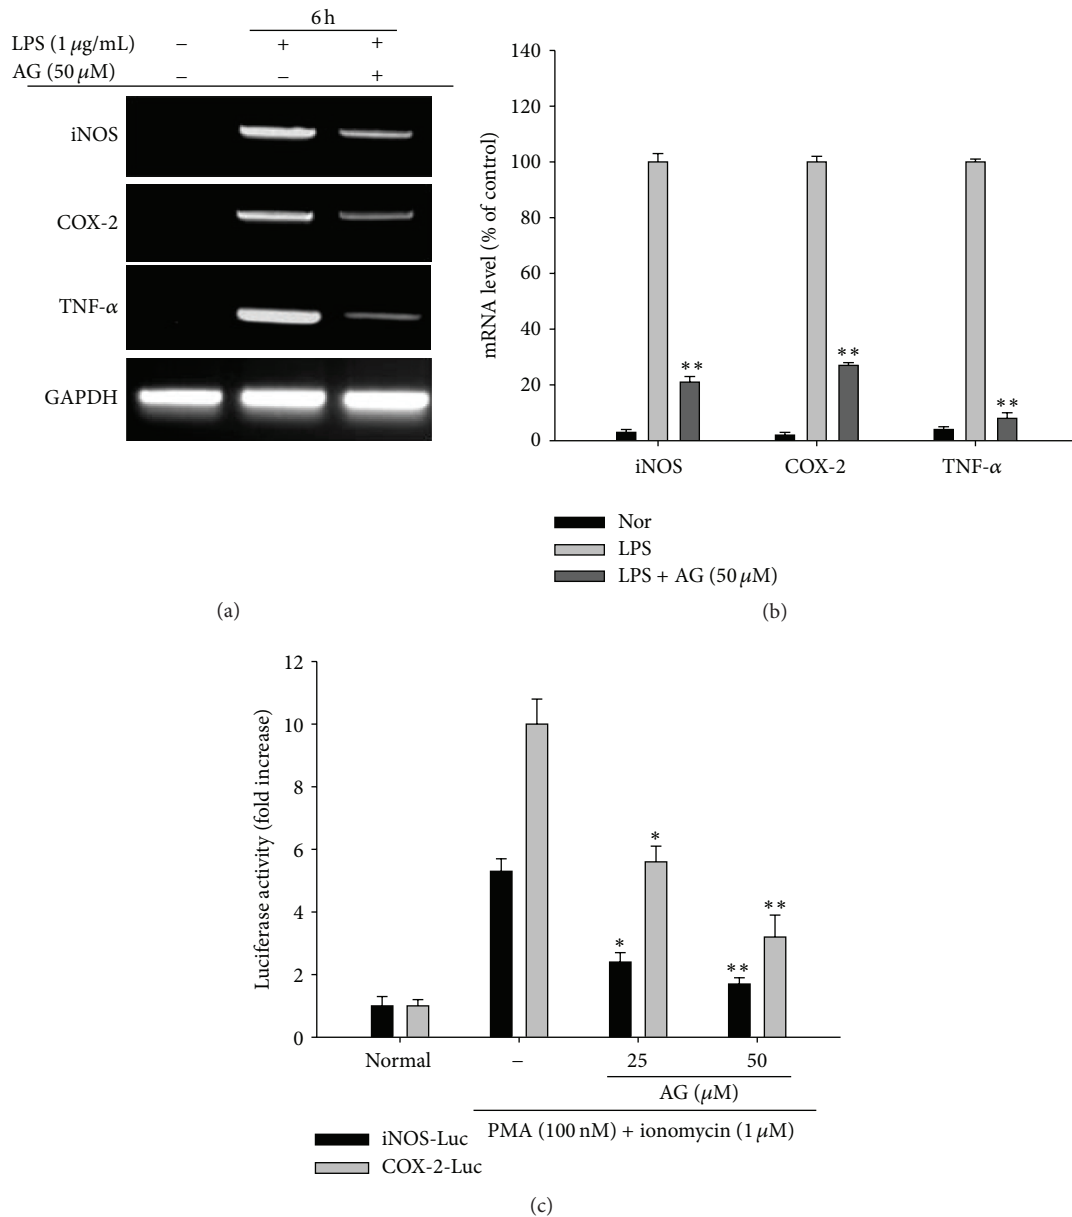 6 h
LPS (1 μg/mL) − + +
AG (50 μM) − − +
iNOS
COX-2
TNF-α
GAPDH
(a)
140
120
100
80
60
40
20
0
mRNA level (% of control)
** ** **
iNOS COX-2 TNF-α
Nor
LPS
LPS + AG (50 μM)
(b)
12
10
8
6
4
2
0
Luciferase activity (fold increase)
* * ** **
Normal − 25 50
AG (μM)
PMA (100 nM) + ionomycin (1 μM)
iNOS-Luc
COX-2-Luc
(c)